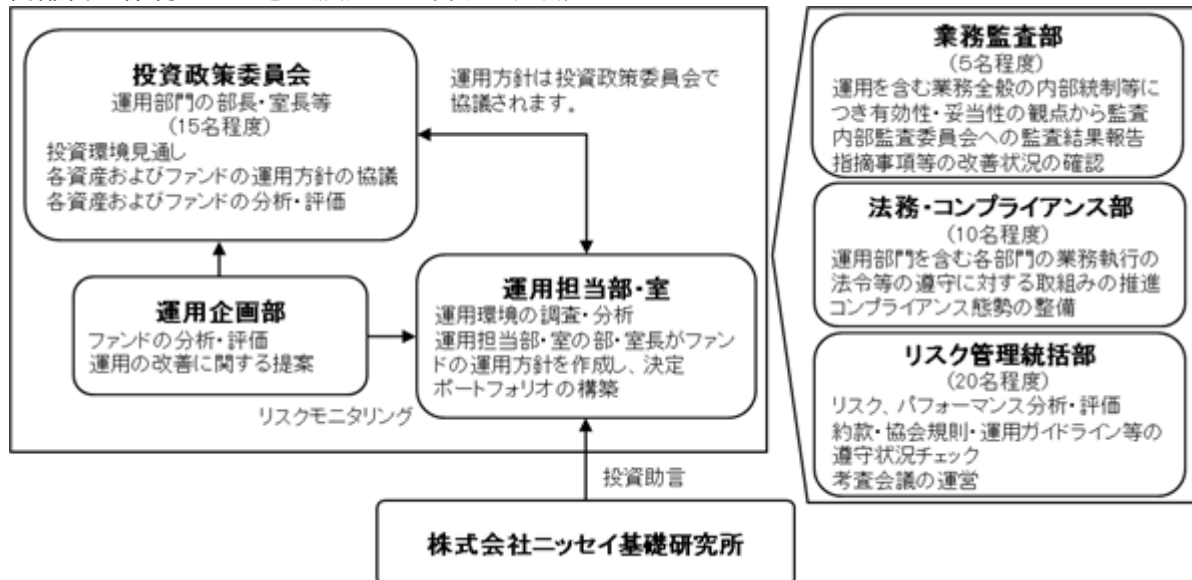 投資政策委員会
運用部門の部長・室長等
(15名程度)
投資環境見通し
各資産およびファンドの運用方針の協議
各資産およびファンドの分析・評価
運用方針は投資政策委員会で
協議されます。
運用企画部
ファンドの分析・評価
運用の改善に関する提案
リスクモニタリング
運用担当部・室
運用環境の調査・分析
運用担当部・室の部・室長がファン
ドの運用方針を作成し、決定
ポートフォリオの構築
投資助言
株式会社ニッセイ基礎研究所
業務監査部
(5名程度)
運用を含む業務全般の内部統制等に
つき有効性・妥当性の観点から監査
内部監査委員会への監査結果報告
指摘事項等の改善状況の確認
法務・コンプライアンス部
(10名程度)
運用部門を含む各部門の業務執行の
法令等の遵守に対する取組みの推進
コンプライアンス態勢の整備
リスク管理統括部
(20名程度)
リスク、パフォーマンス分析・評価
約款・協会規則・運用ガイドライン等の
遵守状況チェック
考査会議の運営